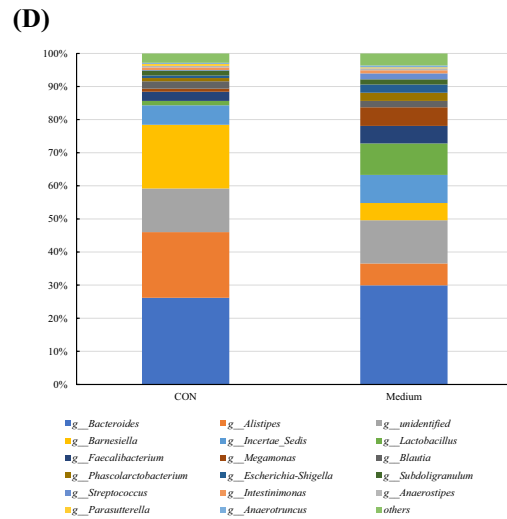 (D)
100%
90%
80%
70%
60%
50%
40%
30%
20%
10%
0%
CON Medium
g__Bacteroides g__Alistipes g__unidentified
g__Barnesiella g__Incertae_Sedis g__Lactobacillus
g__Faecalibacterium g__Megamonas g__Blautia
g__Phascolarctobacterium g__Escherichia-Shigella g__Subdoligranulum
g__Streptococcus g__Intestinimonas g__Anaerostipes
g__Parasutterella g__Anaerotruncus others